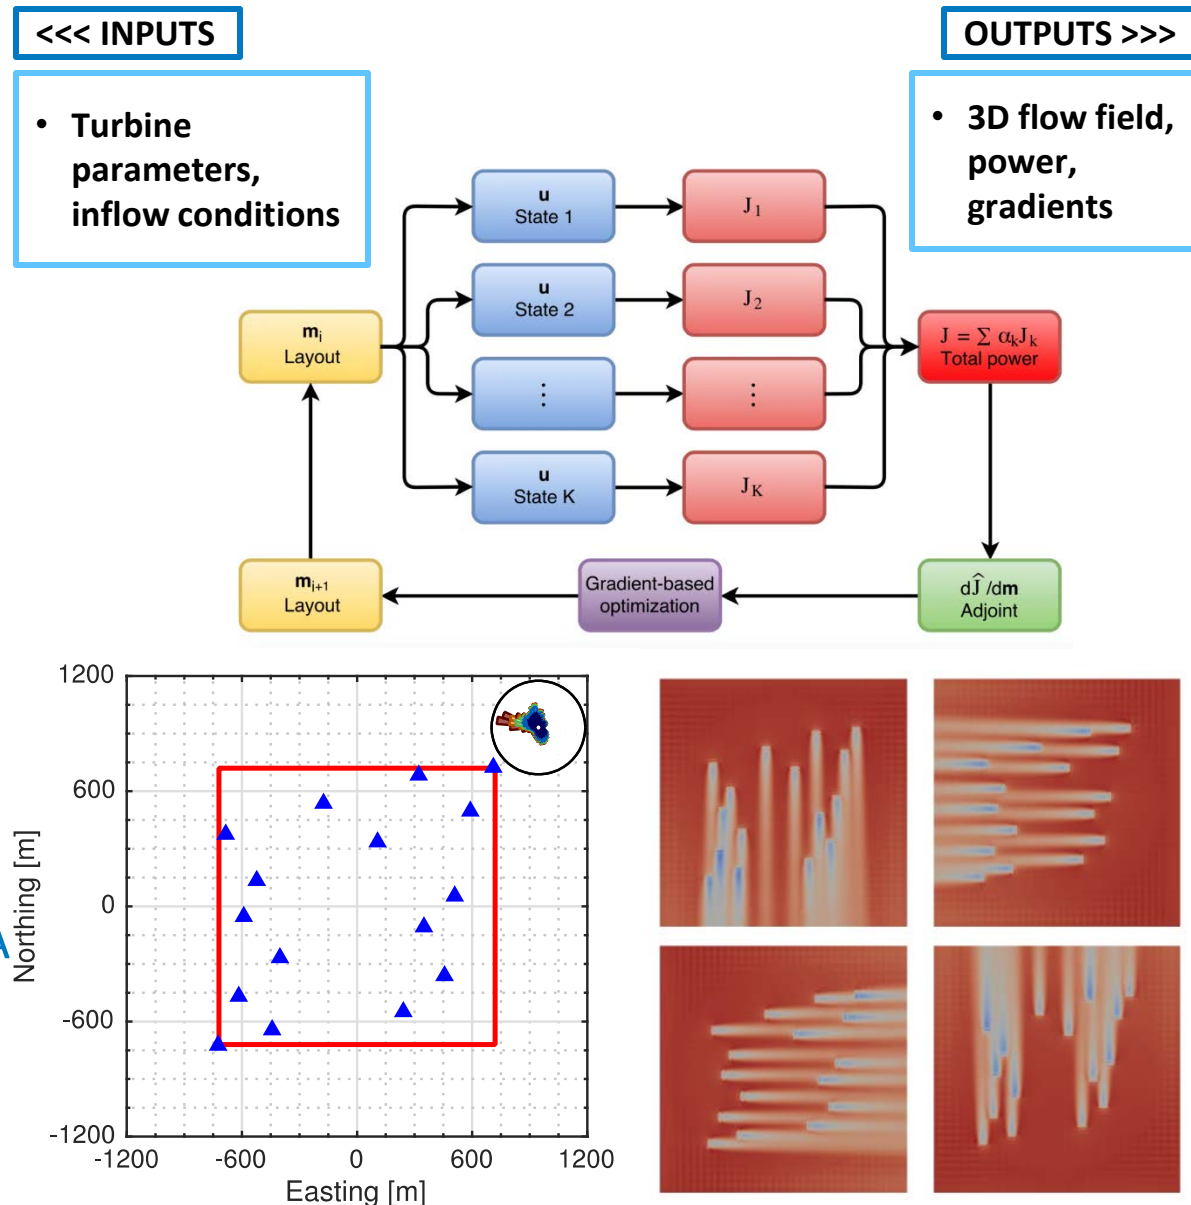 <<< INPUTS
OUTPUTS >>>
• Turbine
parameters,
inflow conditions
• 3D flow field,
power,
gradients
u
State 1
J₁
u
State 2
J₂
mᵢ
Layout
J = ∑ αₖJₖ
Total power
⋮
⋮
u
State K
J_K
mᵢ₊₁
Layout
Gradient-based
optimization
dĴ/dm
Adjoint
1200
600
0
-600
-1200
Northing [m]
A
-1200
-600
0
600
1200
Easting [m]